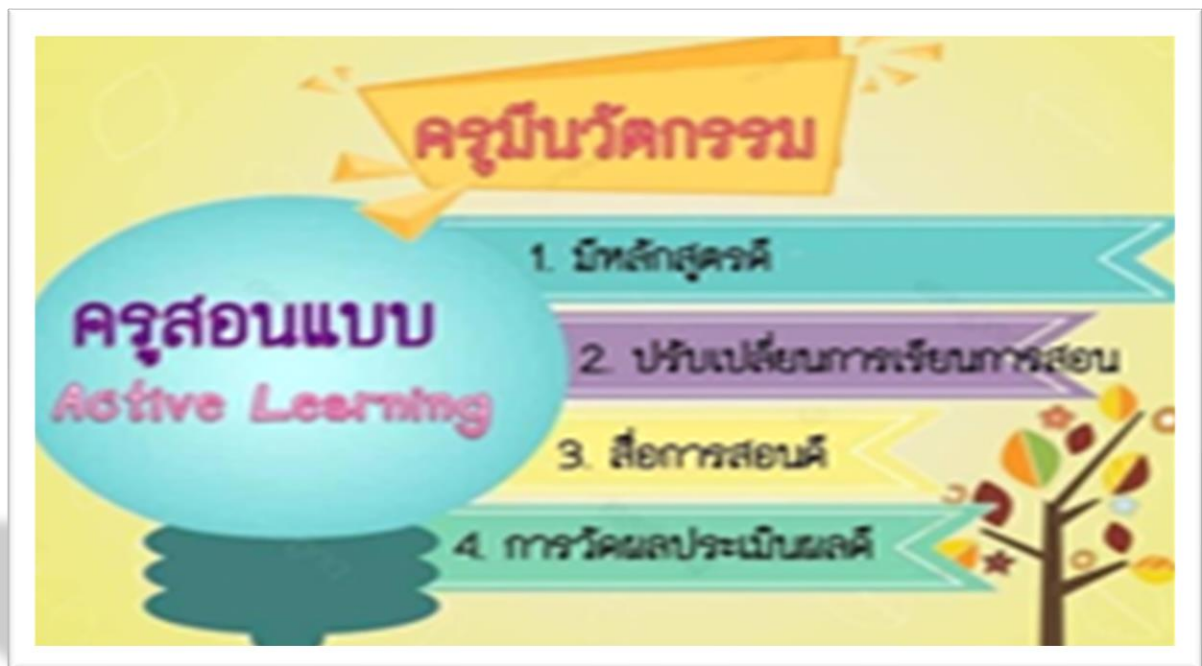 ครูมีนวัตกรรม
ครูสอนแบบ
Active Learning
1. มีหลักสูตรดี
2. ปรับเปลี่ยนการเรียนการสอน
3. สื่อการสอนดี
4. การวัดผลประเมินผลดี